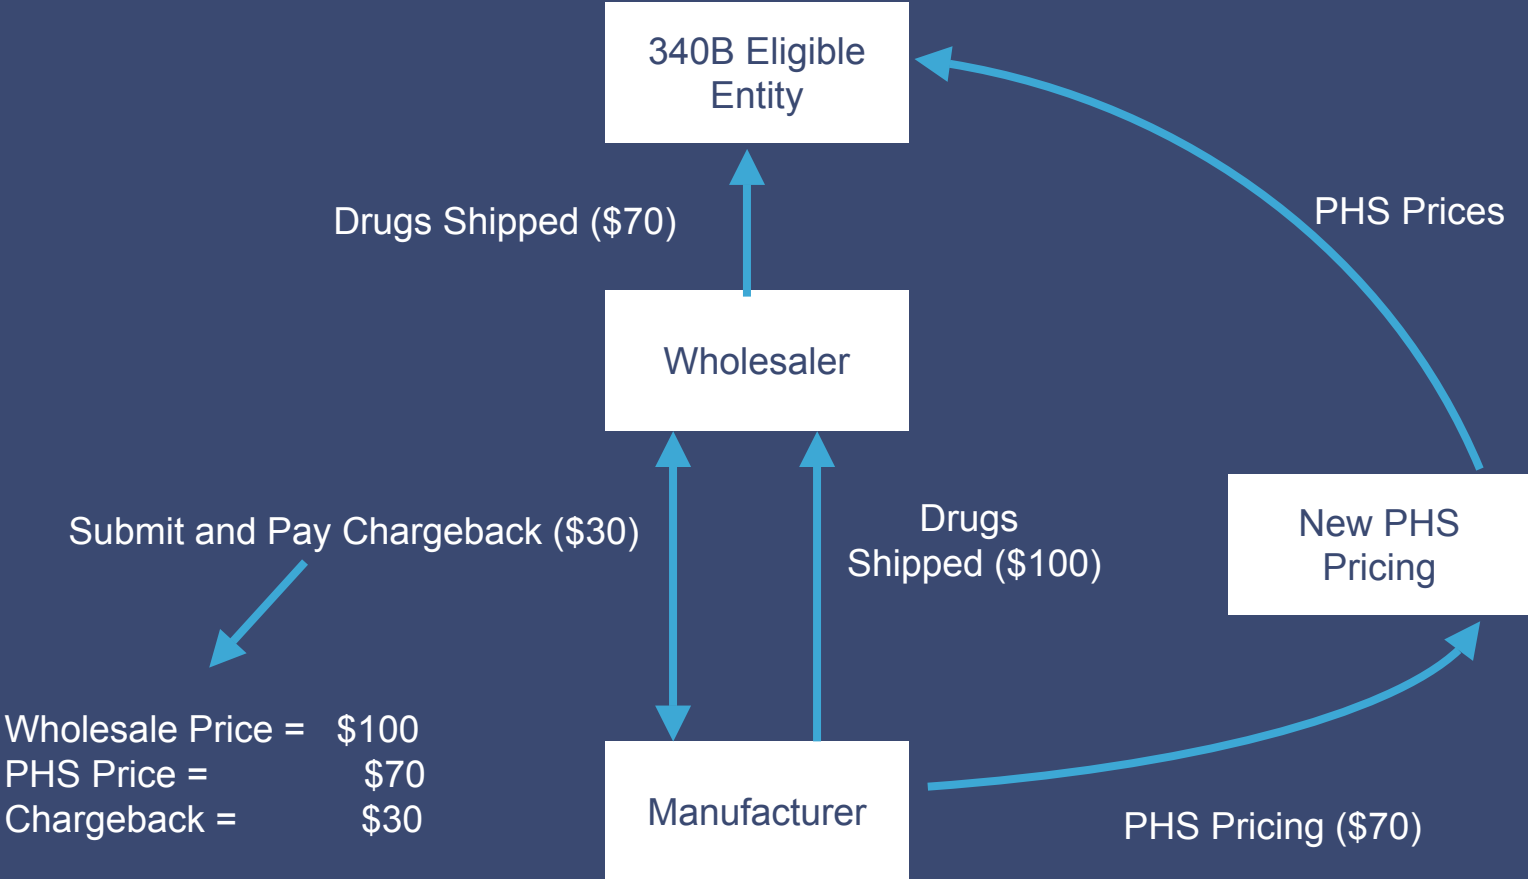 340B Eligible
Entity
Drugs Shipped ($70)
PHS Prices
Wholesaler
Submit and Pay Chargeback ($30)
Drugs
Shipped ($100)
New PHS
Pricing
Wholesale Price = $100
PHS Price = $70
Chargeback = $30
Manufacturer
PHS Pricing ($70)